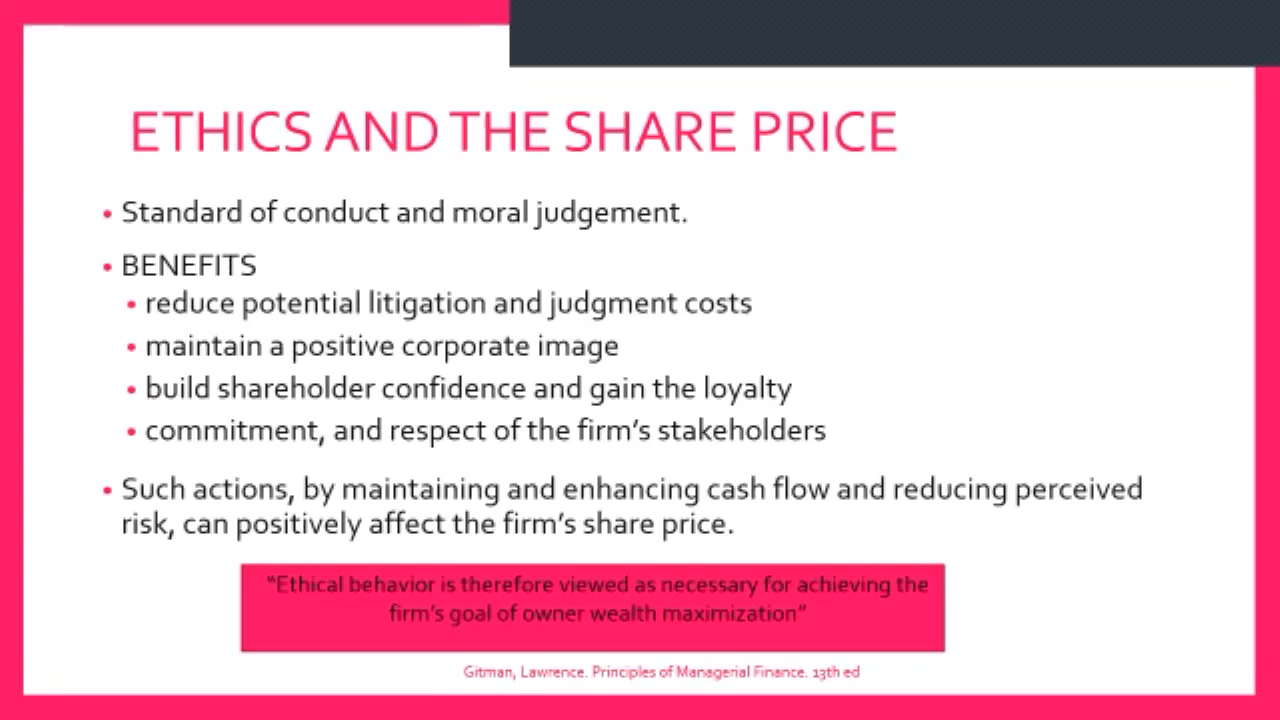 ETHICS AND THE SHARE PRICE
• Standard of conduct and moral judgement.
• BENEFITS
• reduce potential litigation and judgment costs
• maintain a positive corporate image
• build shareholder confidence and gain the loyalty
• commitment, and respect of the firm’s stakeholders
• Such actions, by maintaining and enhancing cash flow and reducing perceived
risk, can positively affect the firm’s share price.
“Ethical behavior is therefore viewed as necessary for achieving the
firm’s goal of owner wealth maximization”
Gitman, Lawrence. Principles of Managerial Finance. 13th ed